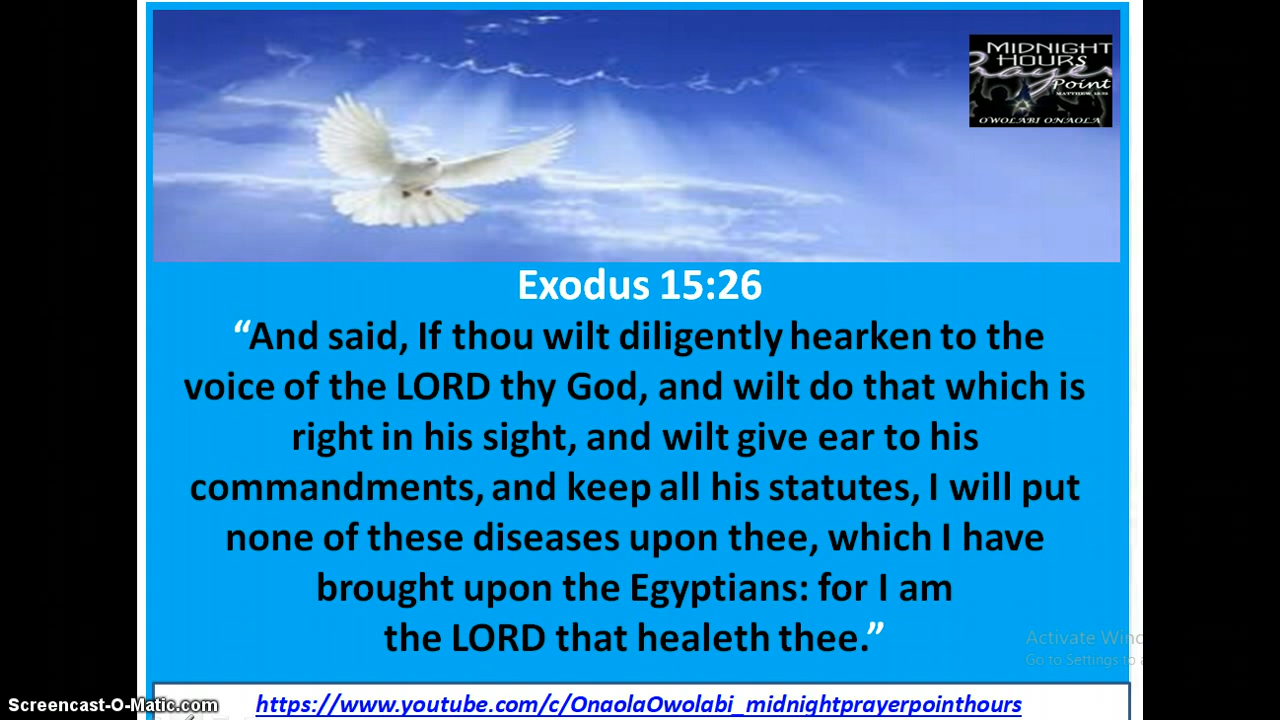 MIDNIGHT
HOURS
Prayer
Point
OWOLABI ONAOLA
Exodus 15:26
“And said, If thou wilt diligently hearken to the
voice of the LORD thy God, and wilt do that which is
right in his sight, and wilt give ear to his
commandments, and keep all his statutes, I will put
none of these diseases upon thee, which I have
brought upon the Egyptians: for I am
the LORD that healeth thee.”
Activate Wind
Go to Settings to a
Screencast-O-Matic.com
https://www.youtube.com/c/OnaolaOwolabi_midnightprayerpointhours